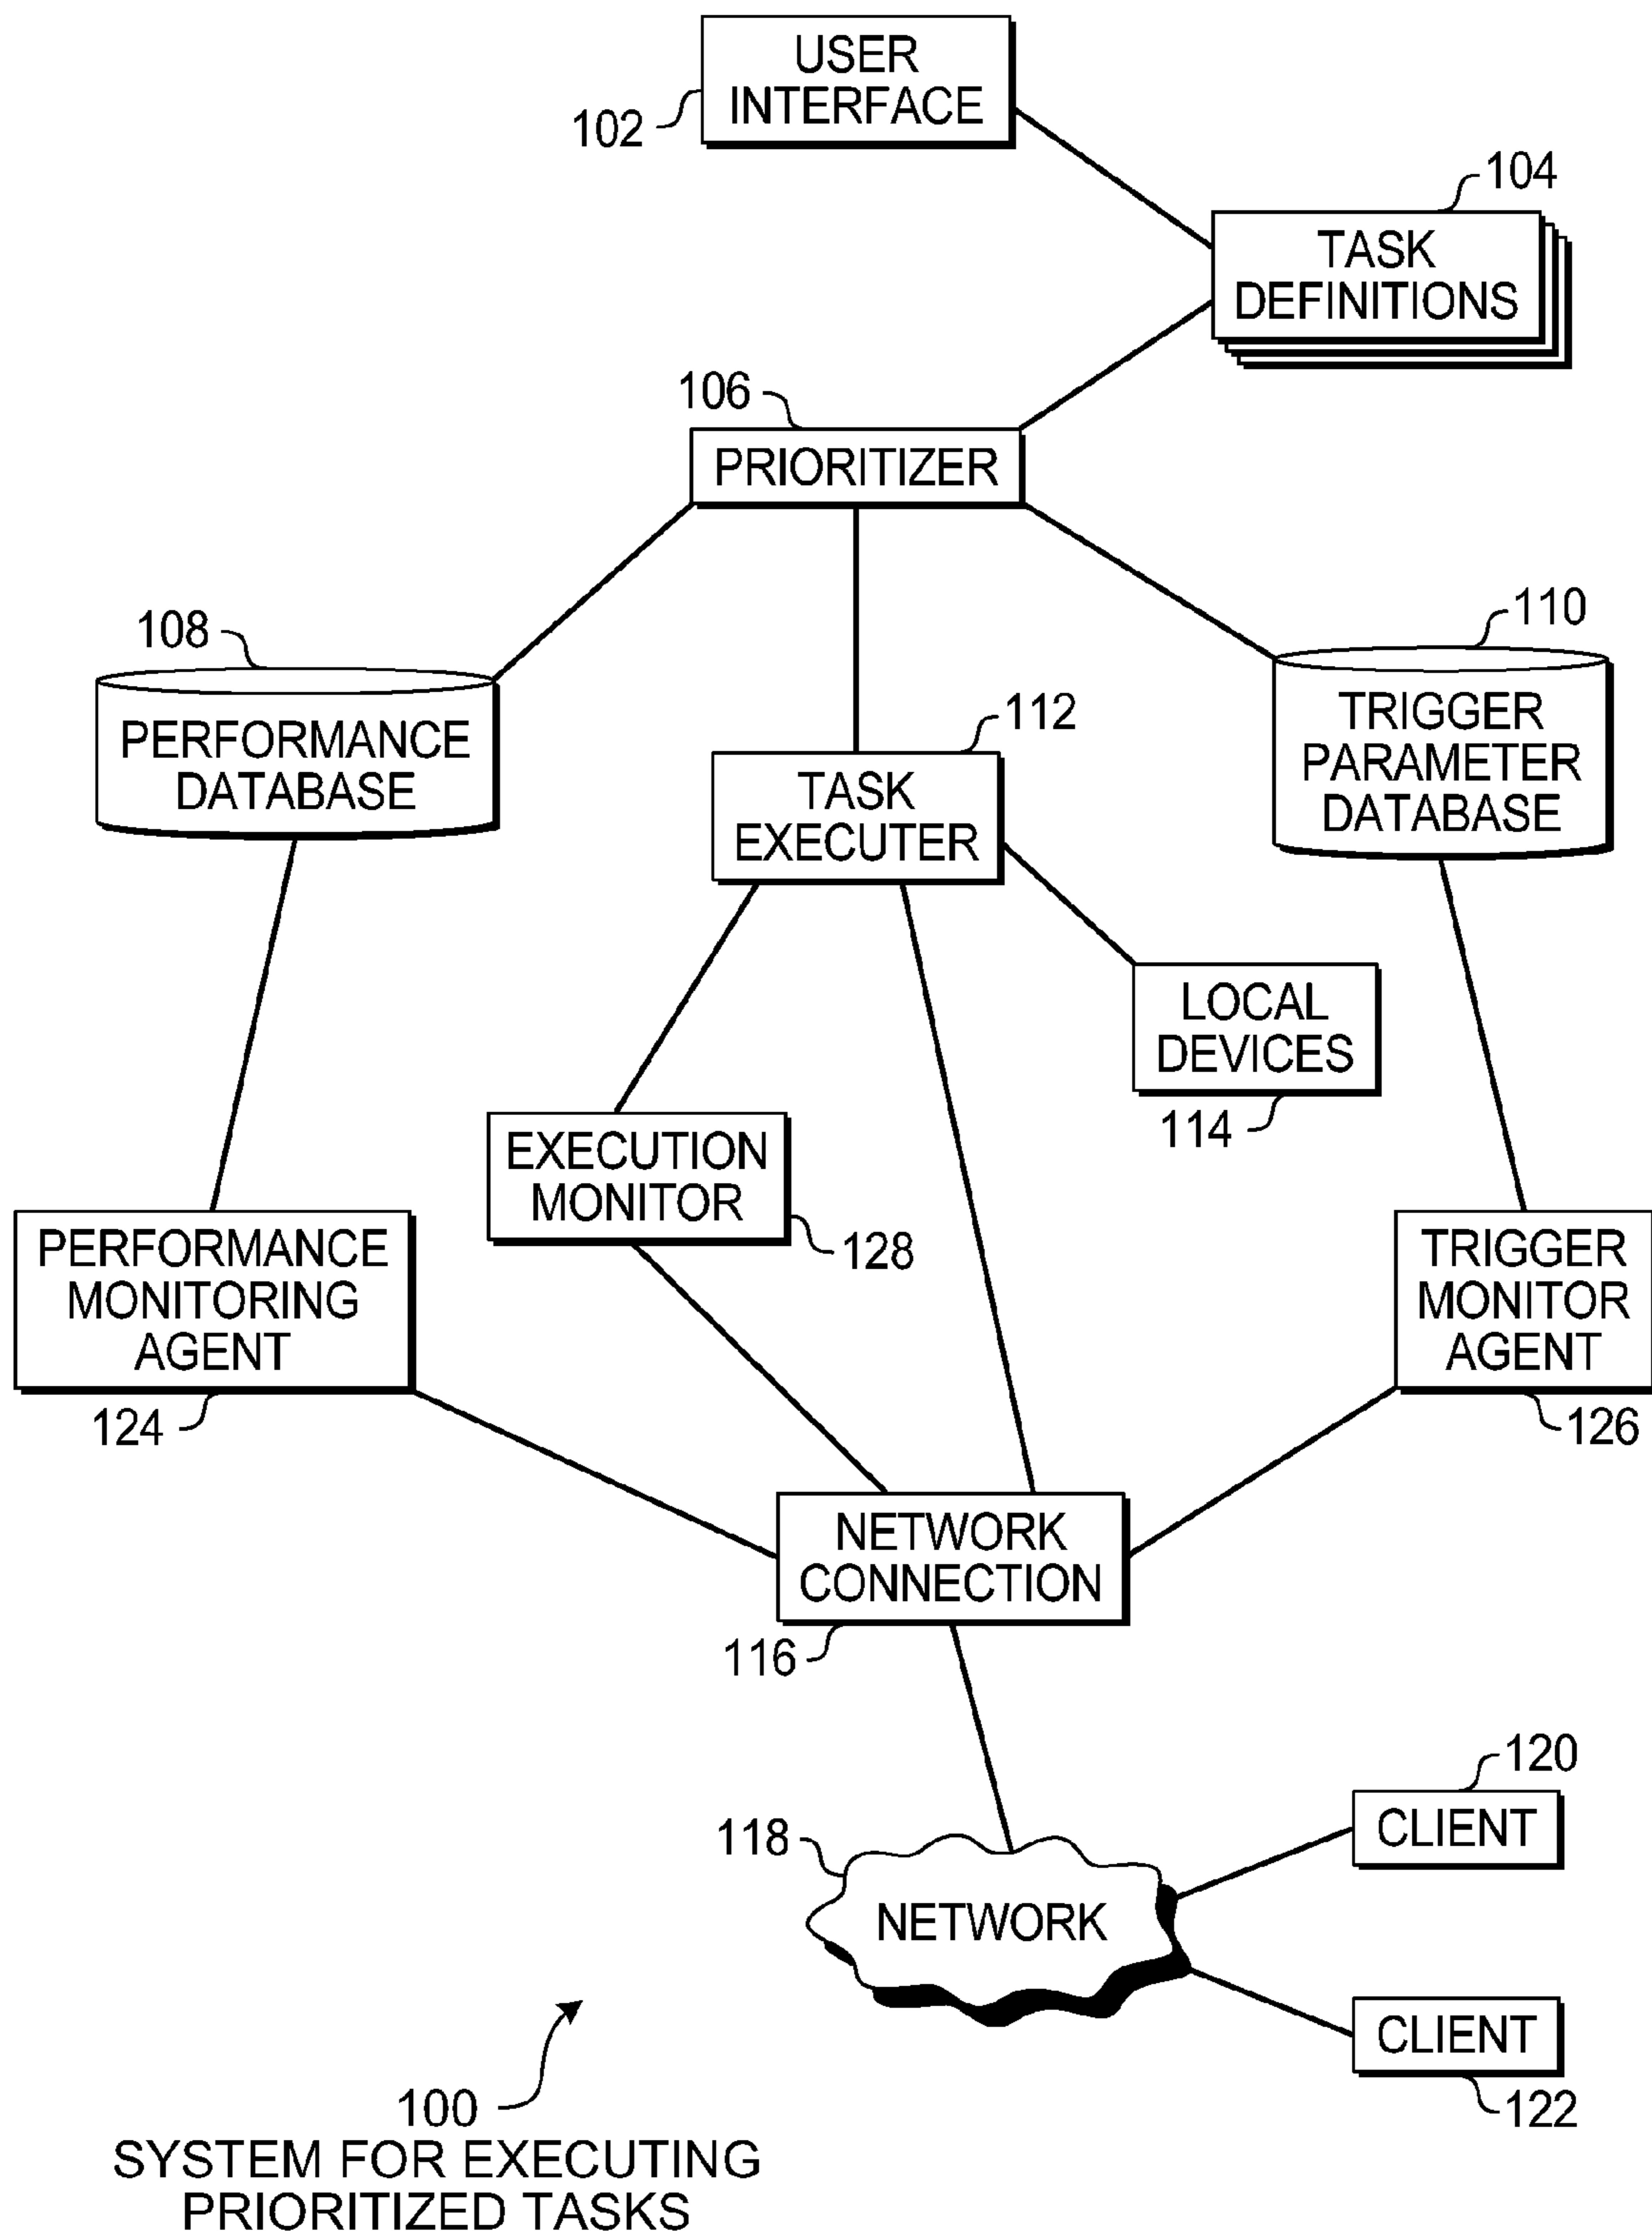 USER
INTERFACE
102
104
TASK
DEFINITIONS
106
PRIORITIZER
108
PERFORMANCE
DATABASE
110
TRIGGER
PARAMETER
DATABASE
112
TASK
EXECUTER
LOCAL
DEVICES
114
EXECUTION
MONITOR
128
PERFORMANCE
MONITORING
AGENT
124
TRIGGER
MONITOR
AGENT
126
NETWORK
CONNECTION
116
118
NETWORK
120
CLIENT
CLIENT
122
100
SYSTEM FOR EXECUTING
PRIORITIZED TASKS